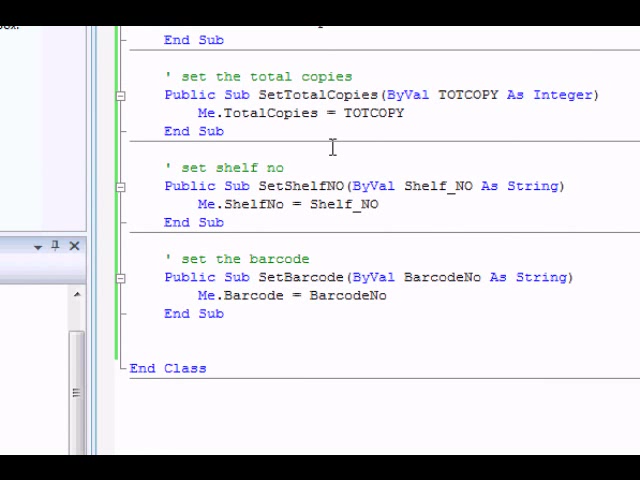 End Sub
' set the total copies
Public Sub SetTotalCopies(ByVal TOTCOPY As Integer)
Me.TotalCopies = TOTCOPY
End Sub
' set shelf no
Public Sub SetShelfNO(ByVal Shelf_NO As String)
Me.ShelfNo = Shelf_NO
End Sub
' set the barcode
Public Sub SetBarcode(ByVal BarcodeNo As String)
Me.Barcode = BarcodeNo
End Sub
End Class